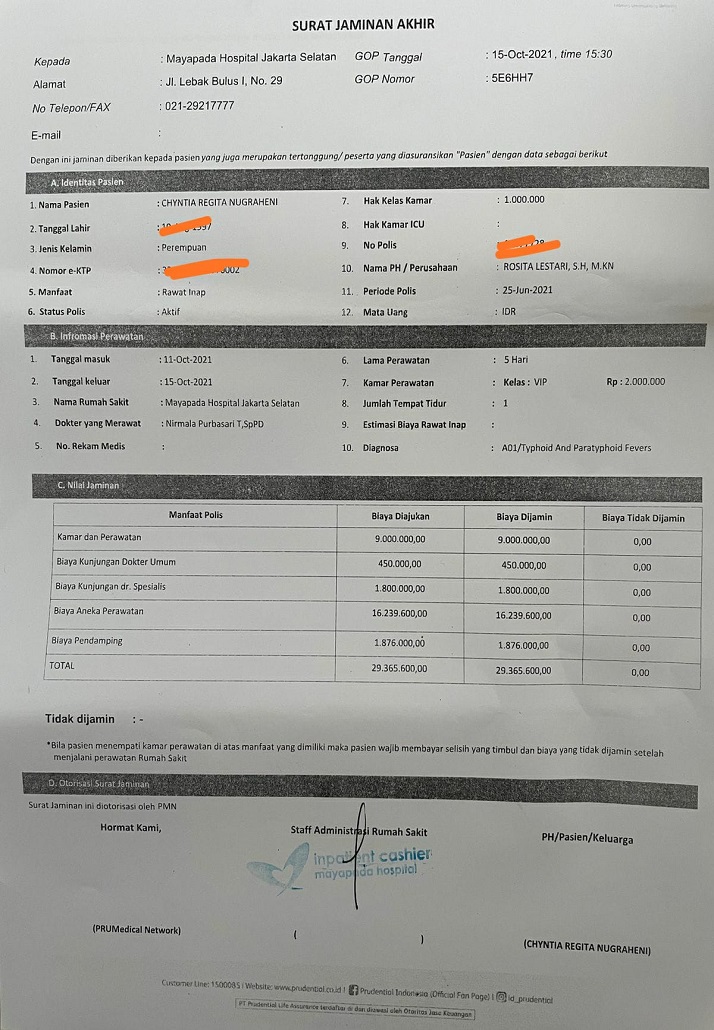 SURAT JAMINAN AKHIR
Kepada : Mayapada Hospital Jakarta Selatan GOP Tanggal : 15-Oct-2021, time 15:30
Alamat : Jl. Lebak Bulus I, No. 29 GOP Nomor : 5E6HH7
No Telepon/FAX : 021-29217777
E-mail :
Dengan ini jaminan diberikan kepada pasien yang juga merupakan tertanggung/ peserta yang diasuransikan "Pasien" dengan data sebagai berikut
A. Identitas Pasien
1. Nama Pasien : CHYNTIA REGITA NUGRAHENI 7. Hak Kelas Kamar : 1.000.000
2. Tanggal Lahir : 8. Hak Kamar ICU :
3. Jenis Kelamin : Perempuan 9. No Polis :
4. Nomor e-KTP : 10. Nama PH / Perusahaan : ROSITA LESTARI, S.H, M.KN
5. Manfaat : Rawat Inap 11. Periode Polis : 25-Jun-2021
6. Status Polis : Aktif 12. Mata Uang : IDR
B. Infromasi Perawatan
1. Tanggal masuk : 11-Oct-2021 6. Lama Perawatan : 5 Hari
2. Tanggal keluar : 15-Oct-2021 7. Kamar Perawatan : Kelas : VIP Rp : 2.000.000
3. Nama Rumah Sakit : Mayapada Hospital Jakarta Selatan 8. Jumlah Tempat Tidur : 1
4. Dokter yang Merawat : Nirmala Purbasari T,SpPD 9. Estimasi Biaya Rawat Inap :
5. No. Rekam Medis : 10. Diagnosa : A01/Typhoid And Paratyphoid Fevers
C. Nilai Jaminan
Manfaat Polis Biaya Diajukan Biaya Dijamin Biaya Tidak Dijamin
Kamar dan Perawatan 9.000.000,00 9.000.000,00 0,00
Biaya Kunjungan Dokter Umum 450.000,00 450.000,00 0,00
Biaya Kunjungan dr. Spesialis 1.800.000,00 1.800.000,00 0,00
Biaya Aneka Perawatan 16.239.600,00 16.239.600,00 0,00
Biaya Pendamping 1.876.000,00 1.876.000,00 0,00
TOTAL 29.365.600,00 29.365.600,00 0,00
Tidak dijamin : -
*Bila pasien menempati kamar perawatan di atas manfaat yang dimiliki maka pasien wajib membayar selisih yang timbul dan biaya yang tidak dijamin setelah
menjalani perawatan Rumah Sakit
D. Otorisasi Surat Jaminan
Surat Jaminan ini diotorisasi oleh PMN
Hormat Kami, Staff Administrasi Rumah Sakit PH/Pasien/Keluarga
inpatient cashier
mayapada hospital
(PRUMedical Network) ( ) (CHYNTIA REGITA NUGRAHENI)
Customer Line: 1500085 I Website: www.prudential.co.id I Prudential Indonesia (Official Fan Page) I id_prudential
PT Prudential Life Assurance terdaftar di dan diawasi oleh Otoritas Jasa Keuangan